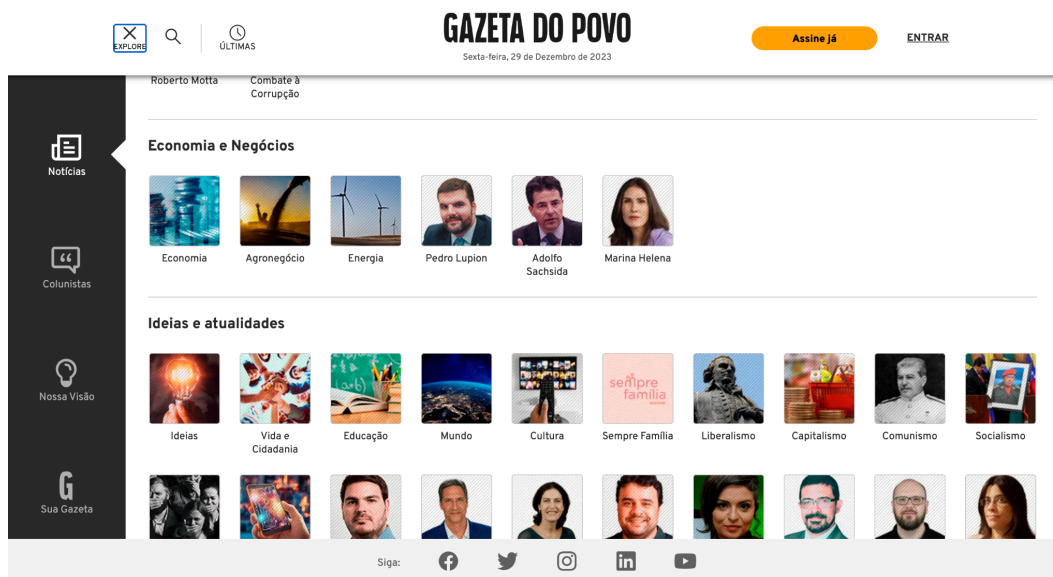 EXPLORE
ÚLTIMAS
GAZETA DO POVO
Sexta-feira, 29 de Dezembro de 2023
Assine já
ENTRAR
Roberto Motta
Combate à
Corrupção
Notícias
Economia e Negócios
Economia
Agronegócio
Energia
Pedro Lupion
Adolfo
Sachsida
Marina Helena
Colunistas
Ideias e atualidades
sempre
família
Nossa Visão
Ideias
Vida e
Cidadania
Educação
Mundo
Cultura
Sempre Família
Liberalismo
Capitalismo
Comunismo
Socialismo
G
Sua Gazeta
Siga: